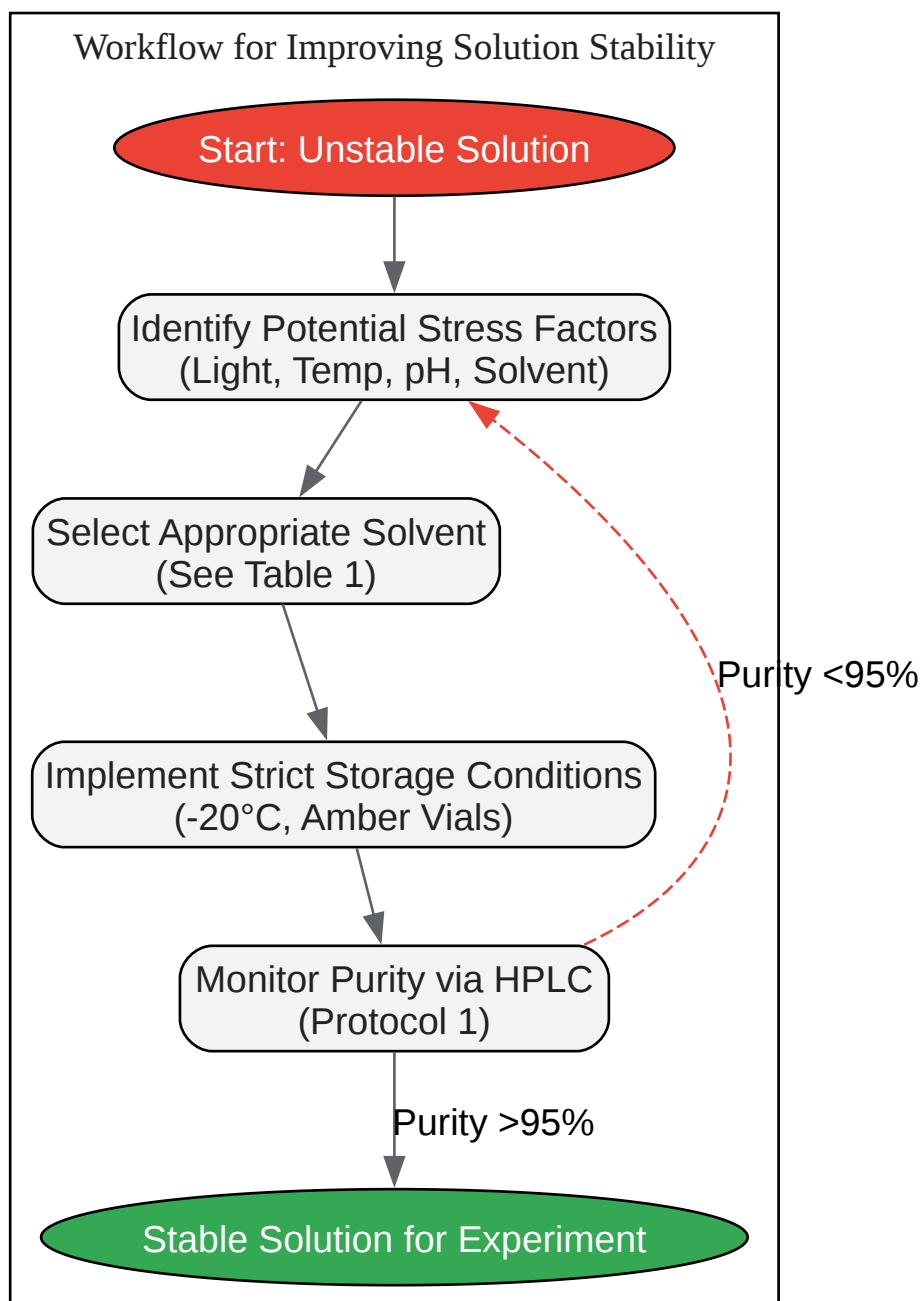 Workflow for Improving Solution Stability
Start: Unstable Solution
Identify Potential Stress Factors
(Light, Temp, pH, Solvent)
Select Appropriate Solvent
(See Table 1)
Purity <95%
Implement Strict Storage Conditions
(-20°C, Amber Vials)
Monitor Purity via HPLC
(Protocol 1)
Purity >95%
Stable Solution for Experiment